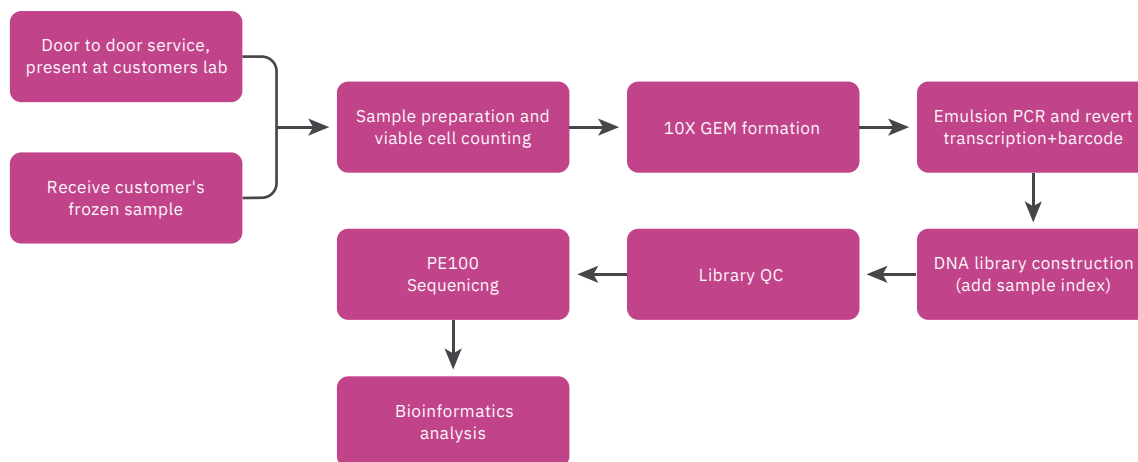 Door to door service,
present at customers lab
Receive customer's
frozen sample
Sample preparation and
viable cell counting
10X GEM formation
Emulsion PCR and revert
transcription+barcode
DNA library construction
(add sample index)
Library QC
PE100
Sequenicng
Bioinformatics
analysis